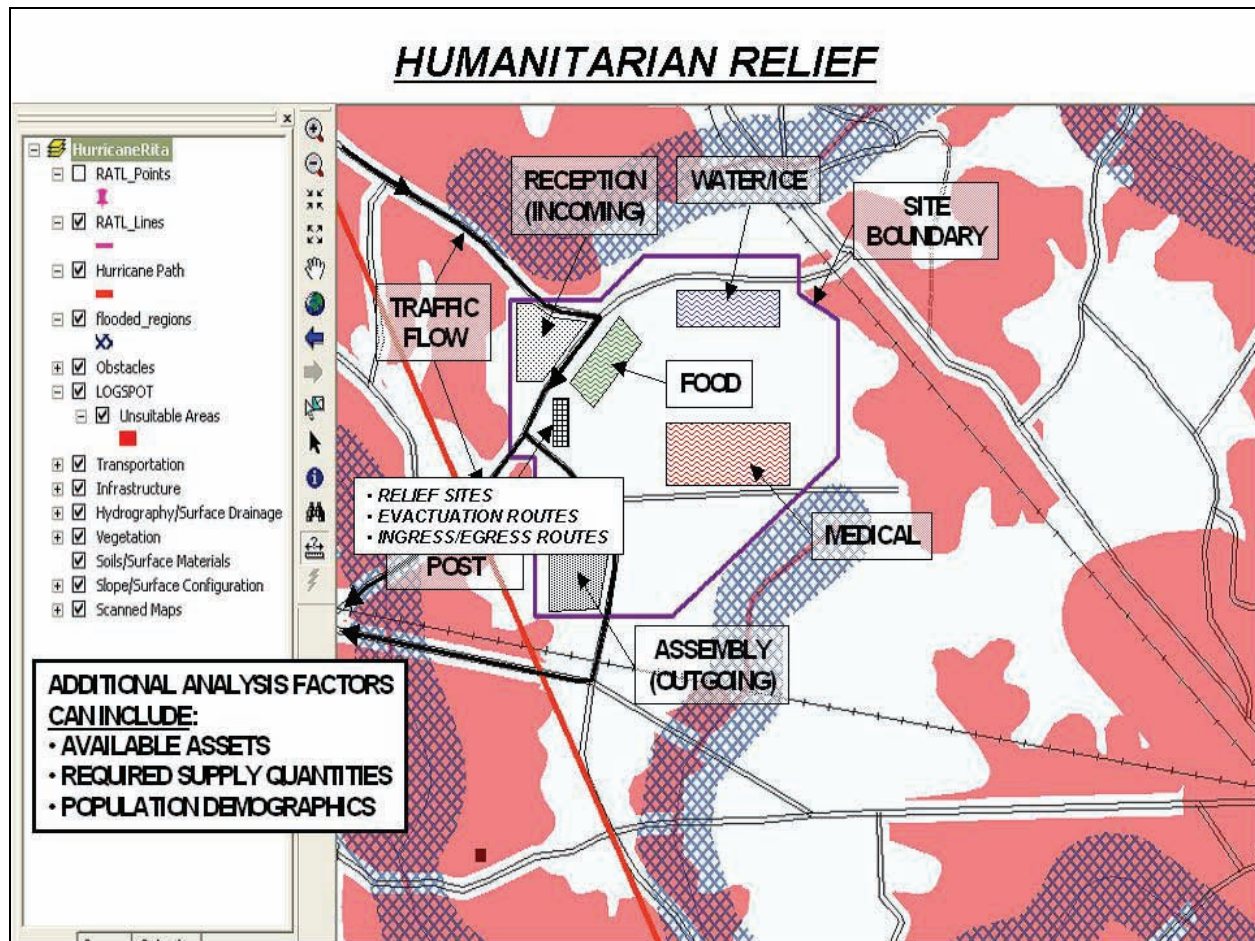 HUMANITARIAN RELIEF
HurricaneRita
RATL_Points
RATL_Lines
Hurricane Path
flooded_regions
Obstacles
LOGSPOT
Unsuitable Areas
Transportation
Infrastructure
Hydrography/Surface Drainage
Vegetation
Soils/Surface Materials
Slope/Surface Configuration
Scanned Maps
RECEPTION
(INCOMING)
WATER/ICE
SITE
BOUNDARY
TRAFFIC
FLOW
FOOD
• RELIEF SITES
• EVACTUATION ROUTES
• INGRESS/EGRESS ROUTES
POST
MEDICAL
ASSEMBLY
(OUTGOING)
ADDITIONAL ANALYSIS FACTORS
CAN INCLUDE:
• AVAILABLE ASSETS
• REQUIRED SUPPLY QUANTITIES
• POPULATION DEMOGRAPHICS